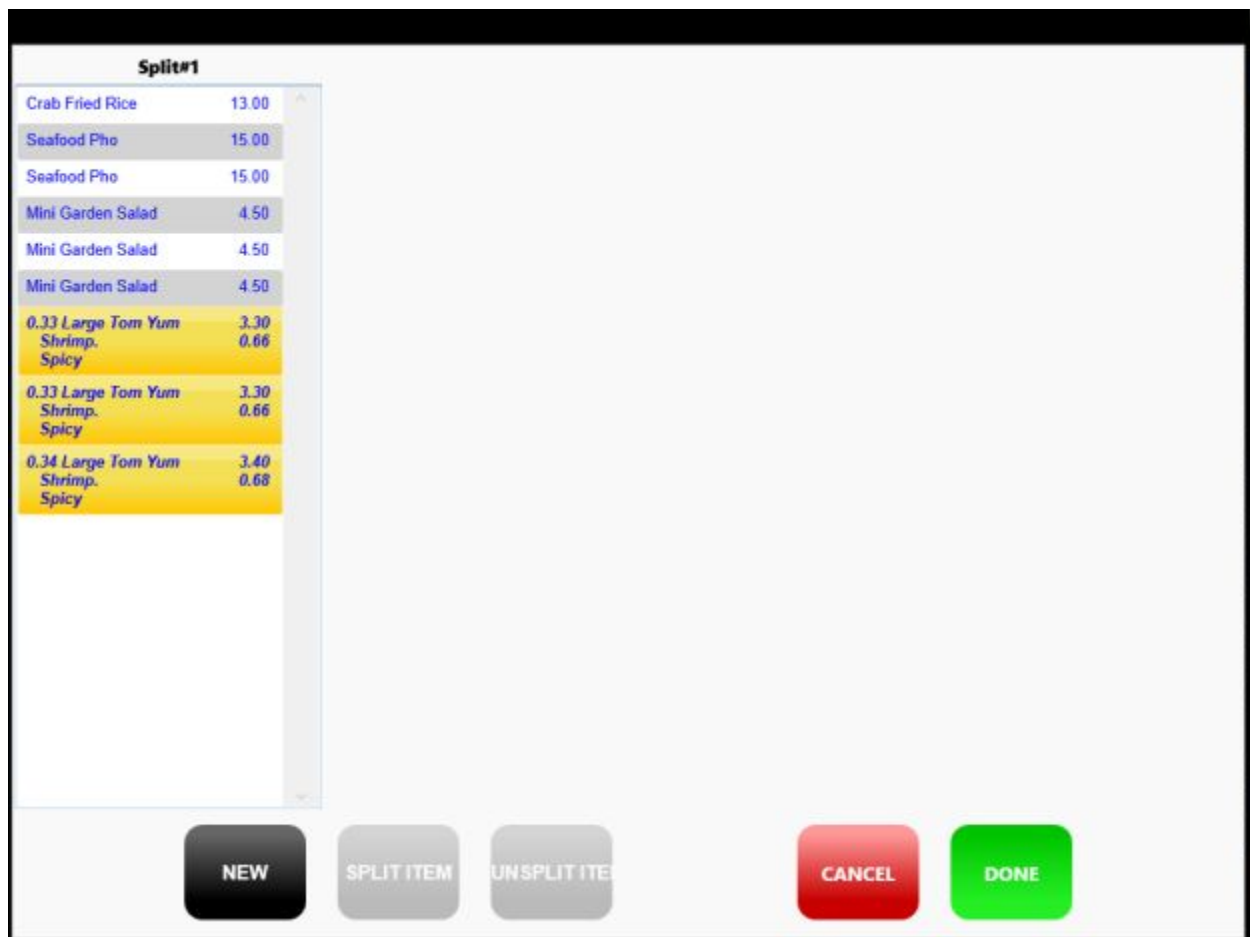 Split#1
Crab Fried Rice 13.00
Seafood Pho 15.00
Seafood Pho 15.00
Mini Garden Salad 4.50
Mini Garden Salad 4.50
Mini Garden Salad 4.50
0.33 Large Tom Yum 3.30
Shrimp. 0.66
Spicy
0.33 Large Tom Yum 3.30
Shrimp. 0.66
Spicy
0.34 Large Tom Yum 3.40
Shrimp. 0.68
Spicy
NEW SPLIT ITEM UNSPLIT ITE CANCEL DONE